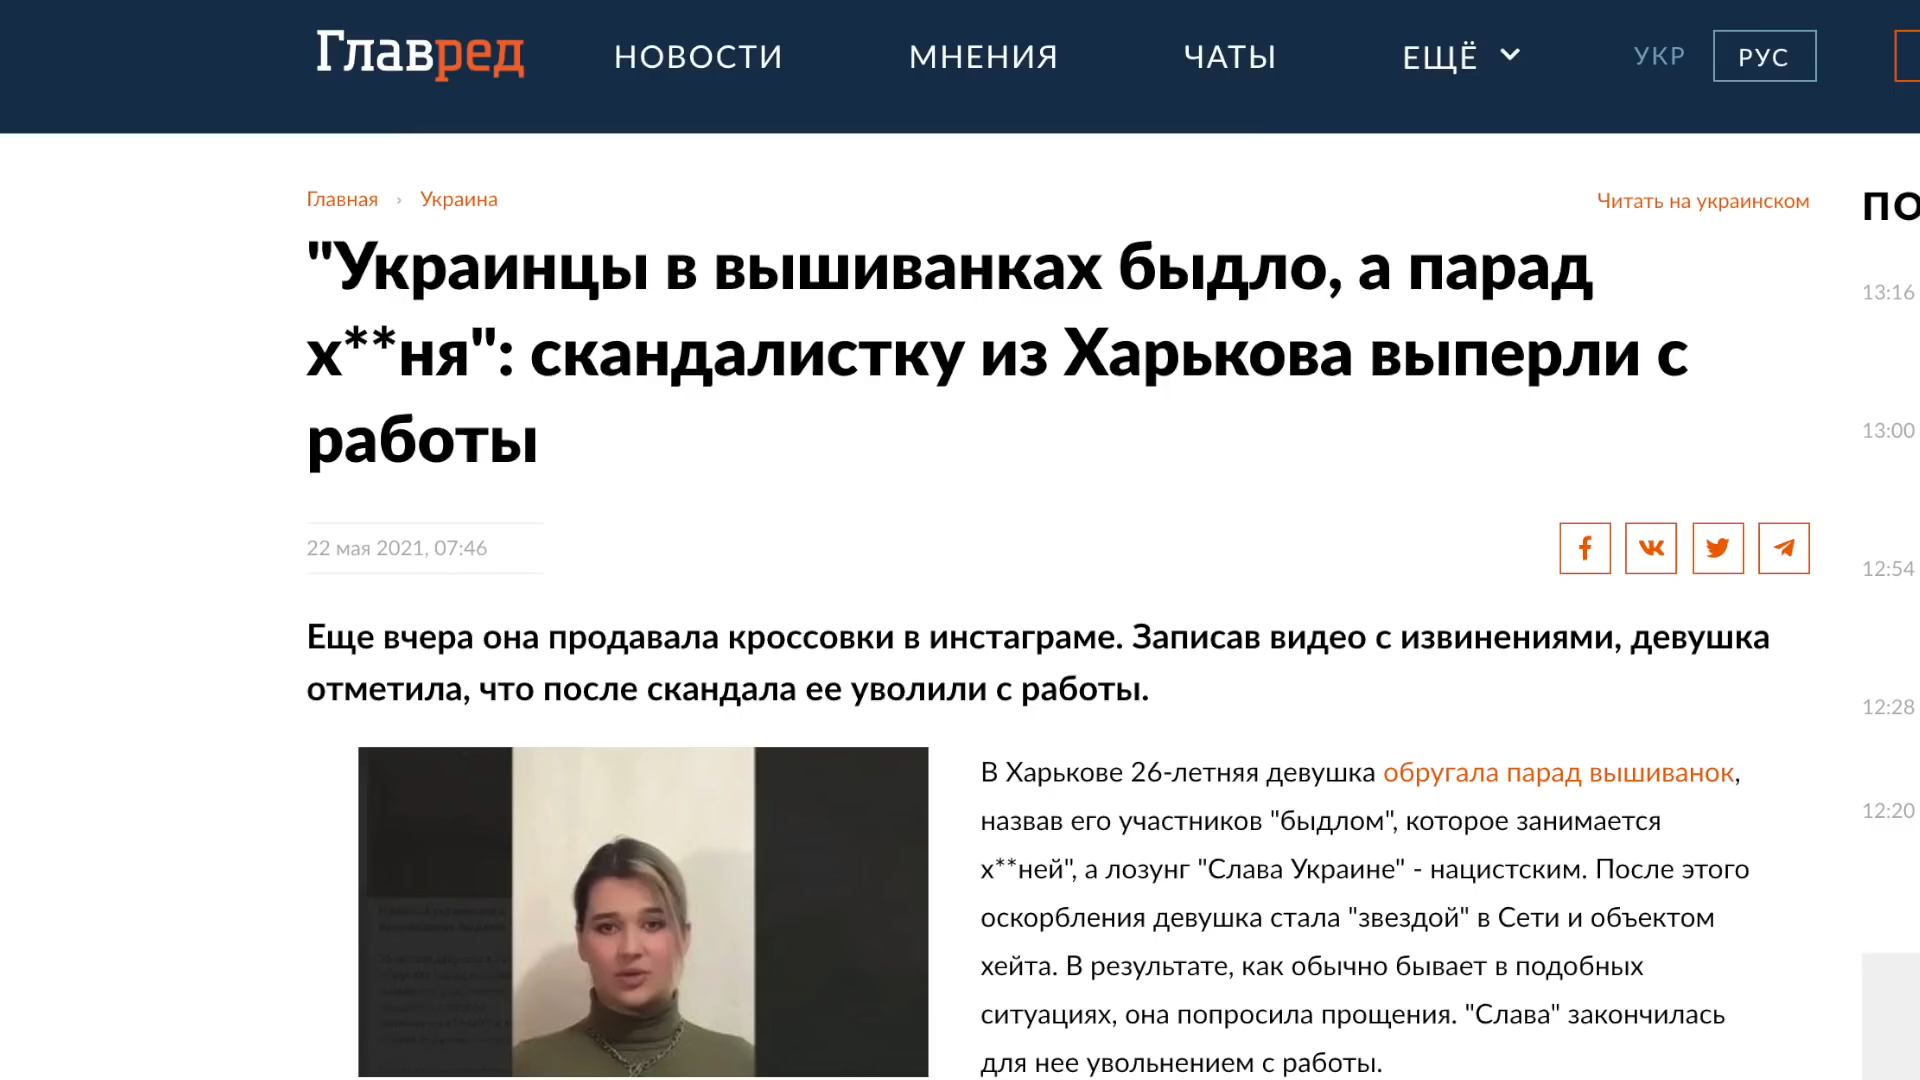 Главред
НОВОСТИ
МНЕНИЯ
ЧАТЫ
ЕЩЁ
УКР
РУС
Главная › Украина
Читать на украинском
"Украинцы в вышиванках быдло, а парад
х**ня": скандалистку из Харькова выперли с
работы
22 мая 2021, 07:46
Еще вчера она продавала кроссовки в инстаграме. Записав видео с извинениями, девушка
отметила, что после скандала ее уволили с работы.
В Харькове 26-летняя девушка обругала парад вышиванок,
назвав его участников "быдлом", которое занимается
х**ней", а лозунг "Слава Украине" - нацистским. После этого
оскорбления девушка стала "звездой" в Сети и объектом
хейта. В результате, как обычно бывает в подобных
ситуациях, она попросила прощения. "Слава" закончилась
для нее увольнением с работы.
ПО
13:16
13:00
12:54
12:28
12:20